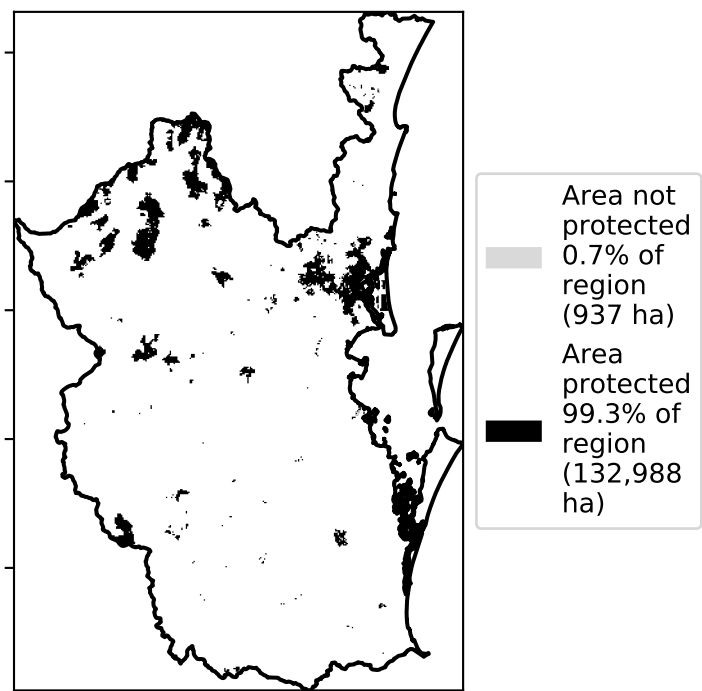 Area not
protected
0.7% of
region
(937 ha)
Area
protected
99.3% of
region
(132,988
ha)